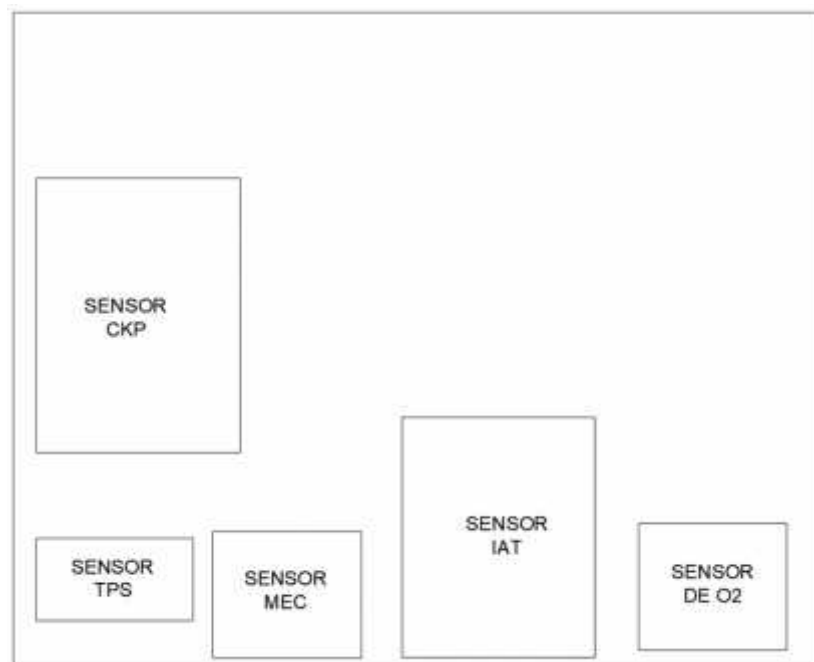 SENSOR
CKP
SENSOR
TPS
SENSOR
MEC
SENSOR
IAT
SENSOR
DE O2